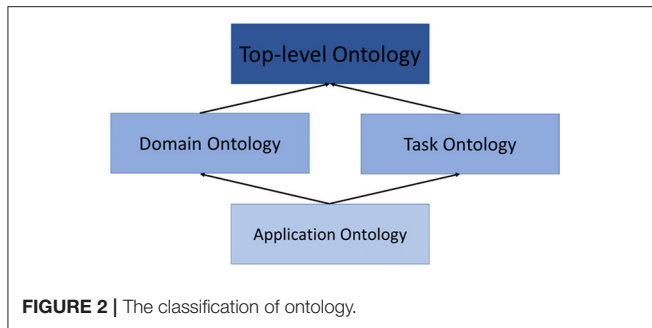 Top-level Ontology
Domain Ontology
Task Ontology
Application Ontology
FIGURE 2 | The classification of ontology.